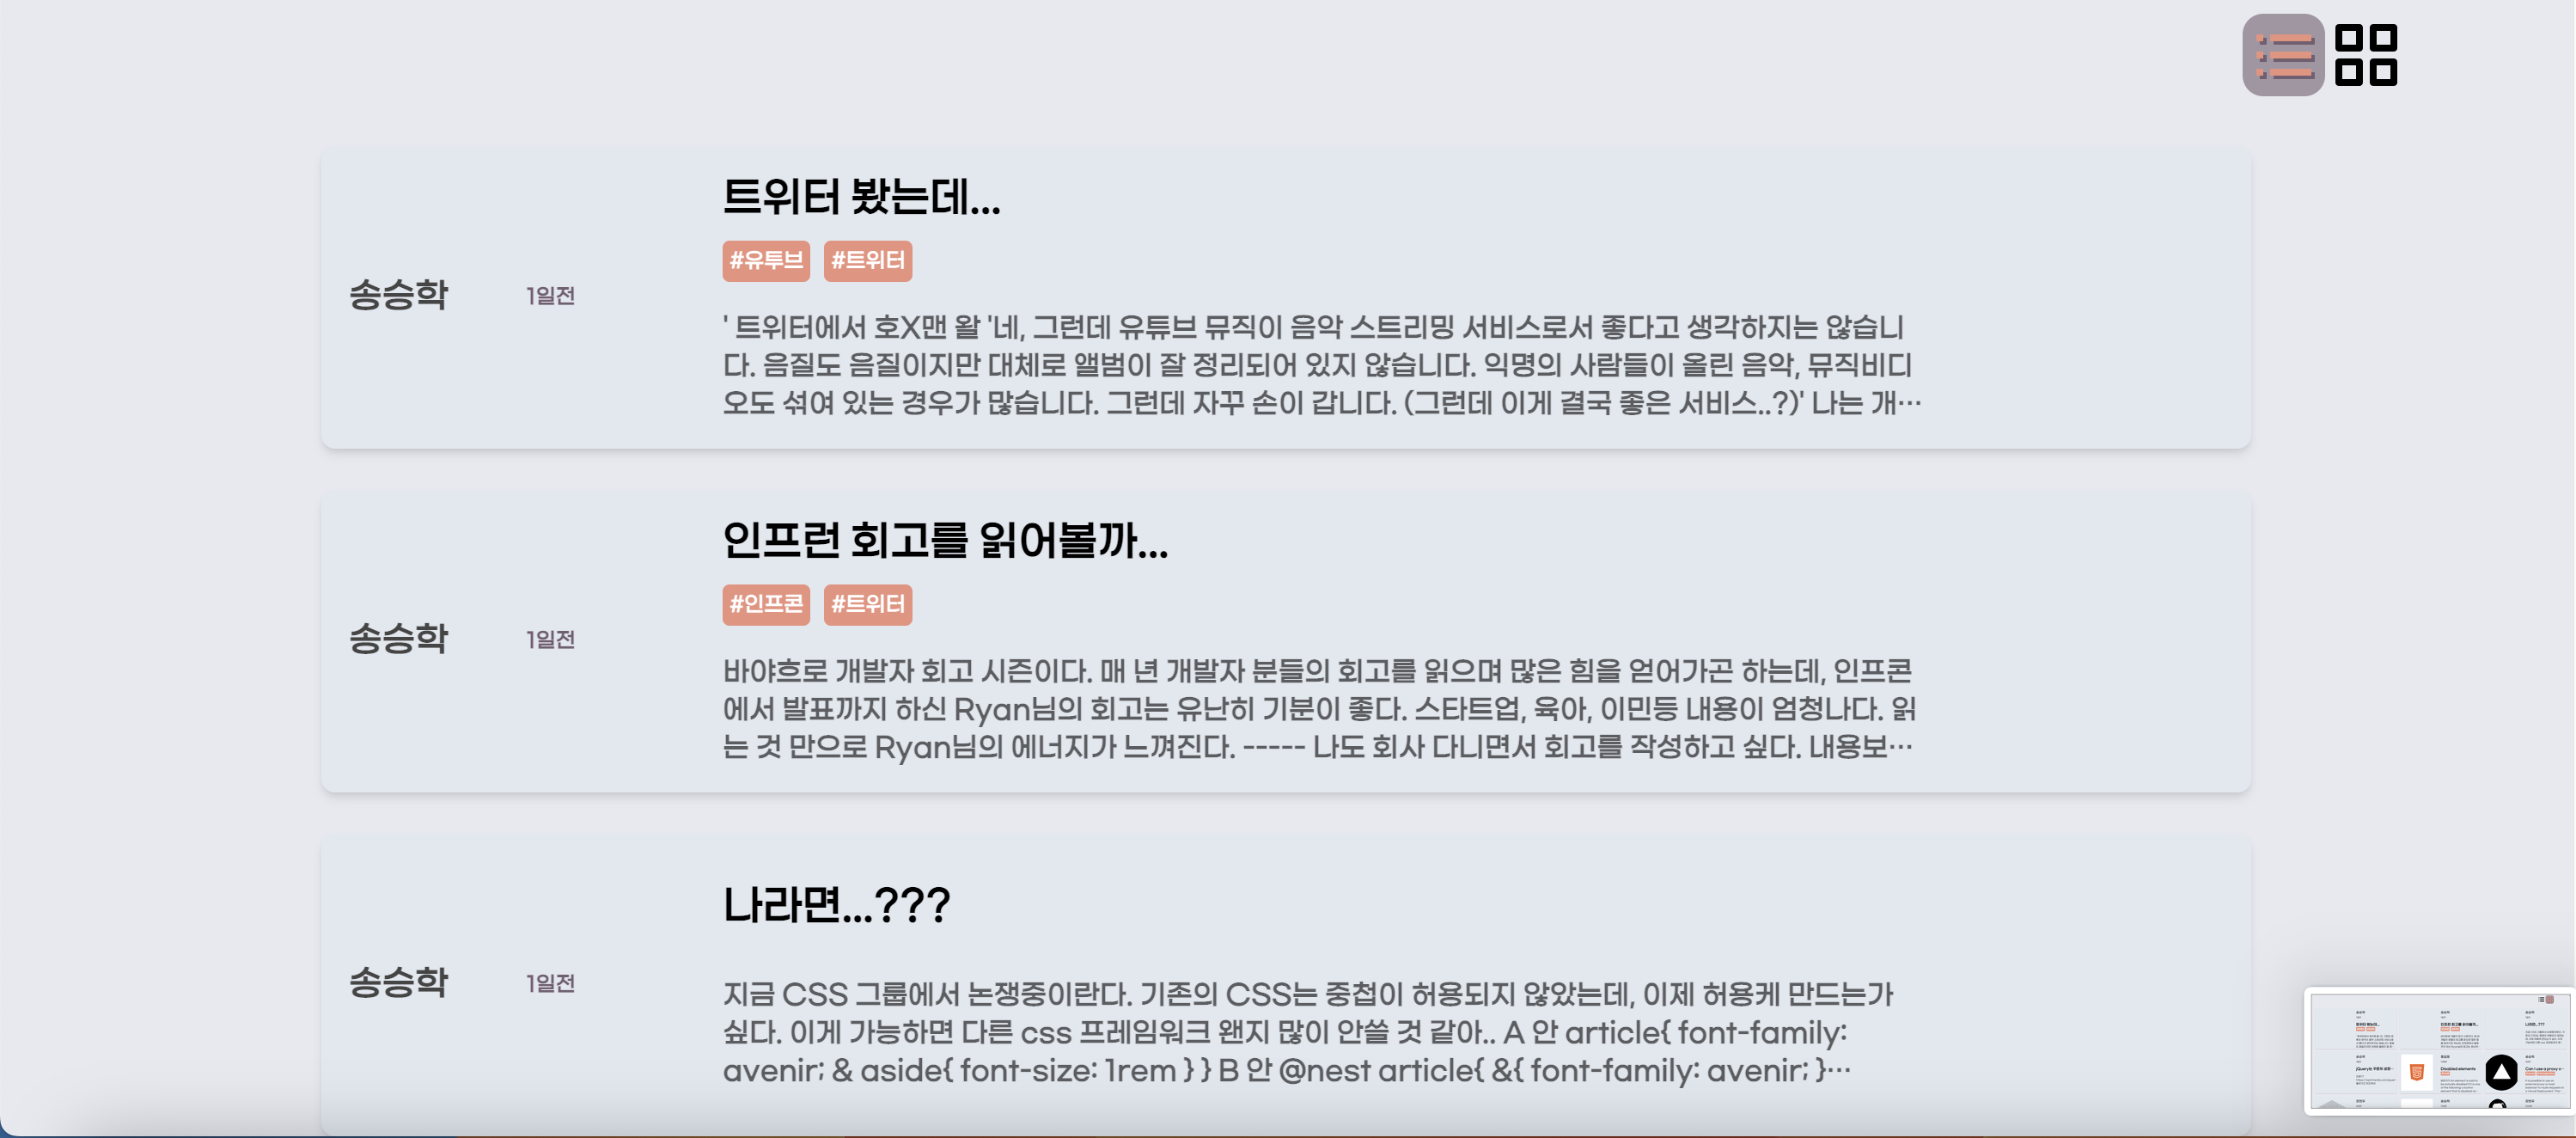 트위터 봤는데...
#유투브 #트위터
송승학 1일전
' 트위터에서 호X맨 왈 '네, 그런데 유튜브 뮤직이 음악 스트리밍 서비스로서 좋다고 생각하지는 않습니
다. 음질도 음질이지만 대체로 앨범이 잘 정리되어 있지 않습니다. 익명의 사람들이 올린 음악, 뮤직비디
오도 섞여 있는 경우가 많습니다. 그런데 자꾸 손이 갑니다. (그런데 이게 결국 좋은 서비스..?)' 나는 개…
인프런 회고를 읽어볼까...
#인프콘 #트위터
송승학 1일전
바야흐로 개발자 회고 시즌이다. 매 년 개발자 분들의 회고를 읽으며 많은 힘을 얻어가곤 하는데, 인프콘
에서 발표까지 하신 Ryan님의 회고는 유난히 기분이 좋다. 스타트업, 육아, 이민등 내용이 엄청나다. 읽
는 것 만으로 Ryan님의 에너지가 느껴진다. ----- 나도 회사 다니면서 회고를 작성하고 싶다. 내용보…
나라면...???
송승학 1일전
지금 CSS 그룹에서 논쟁중이란다. 기존의 CSS는 중첩이 허용되지 않았는데, 이제 허용케 만드는가
싶다. 이게 가능하면 다른 css 프레임워크 왠지 많이 안쓸 것 같아.. A 안 article{ font-family:
avenir; & aside{ font-size: 1rem } } B 안 @nest article{ &{ font-family: avenir; }…